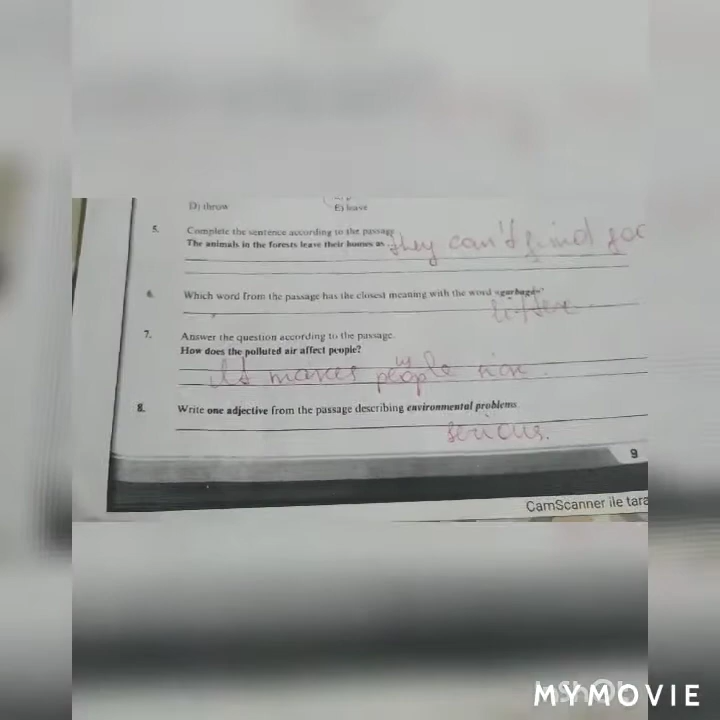 D) throw E) leave
5. Complete the sentence according to the passage
The animals in the forests leave their homes as they can't find foo
6. Which word from the passage has the closest meaning with the word «garbage»?
7. Answer the question according to the passage.
How does the polluted air affect people?
It makes people us
8. Write one adjective from the passage describing environmental problems
serious.
9
CamScanner ile tara
MYMOVIE